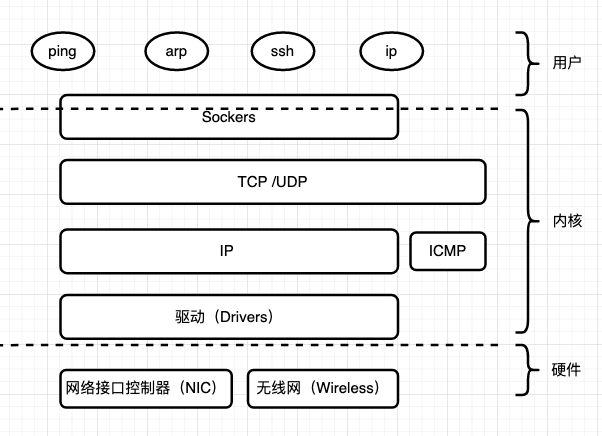 ping
arp
ssh
ip
用户
Sockers
TCP /UDP
内核
IP
ICMP
驱动（Drivers）
硬件
网络接口控制器（NIC）
无线网（Wireless）